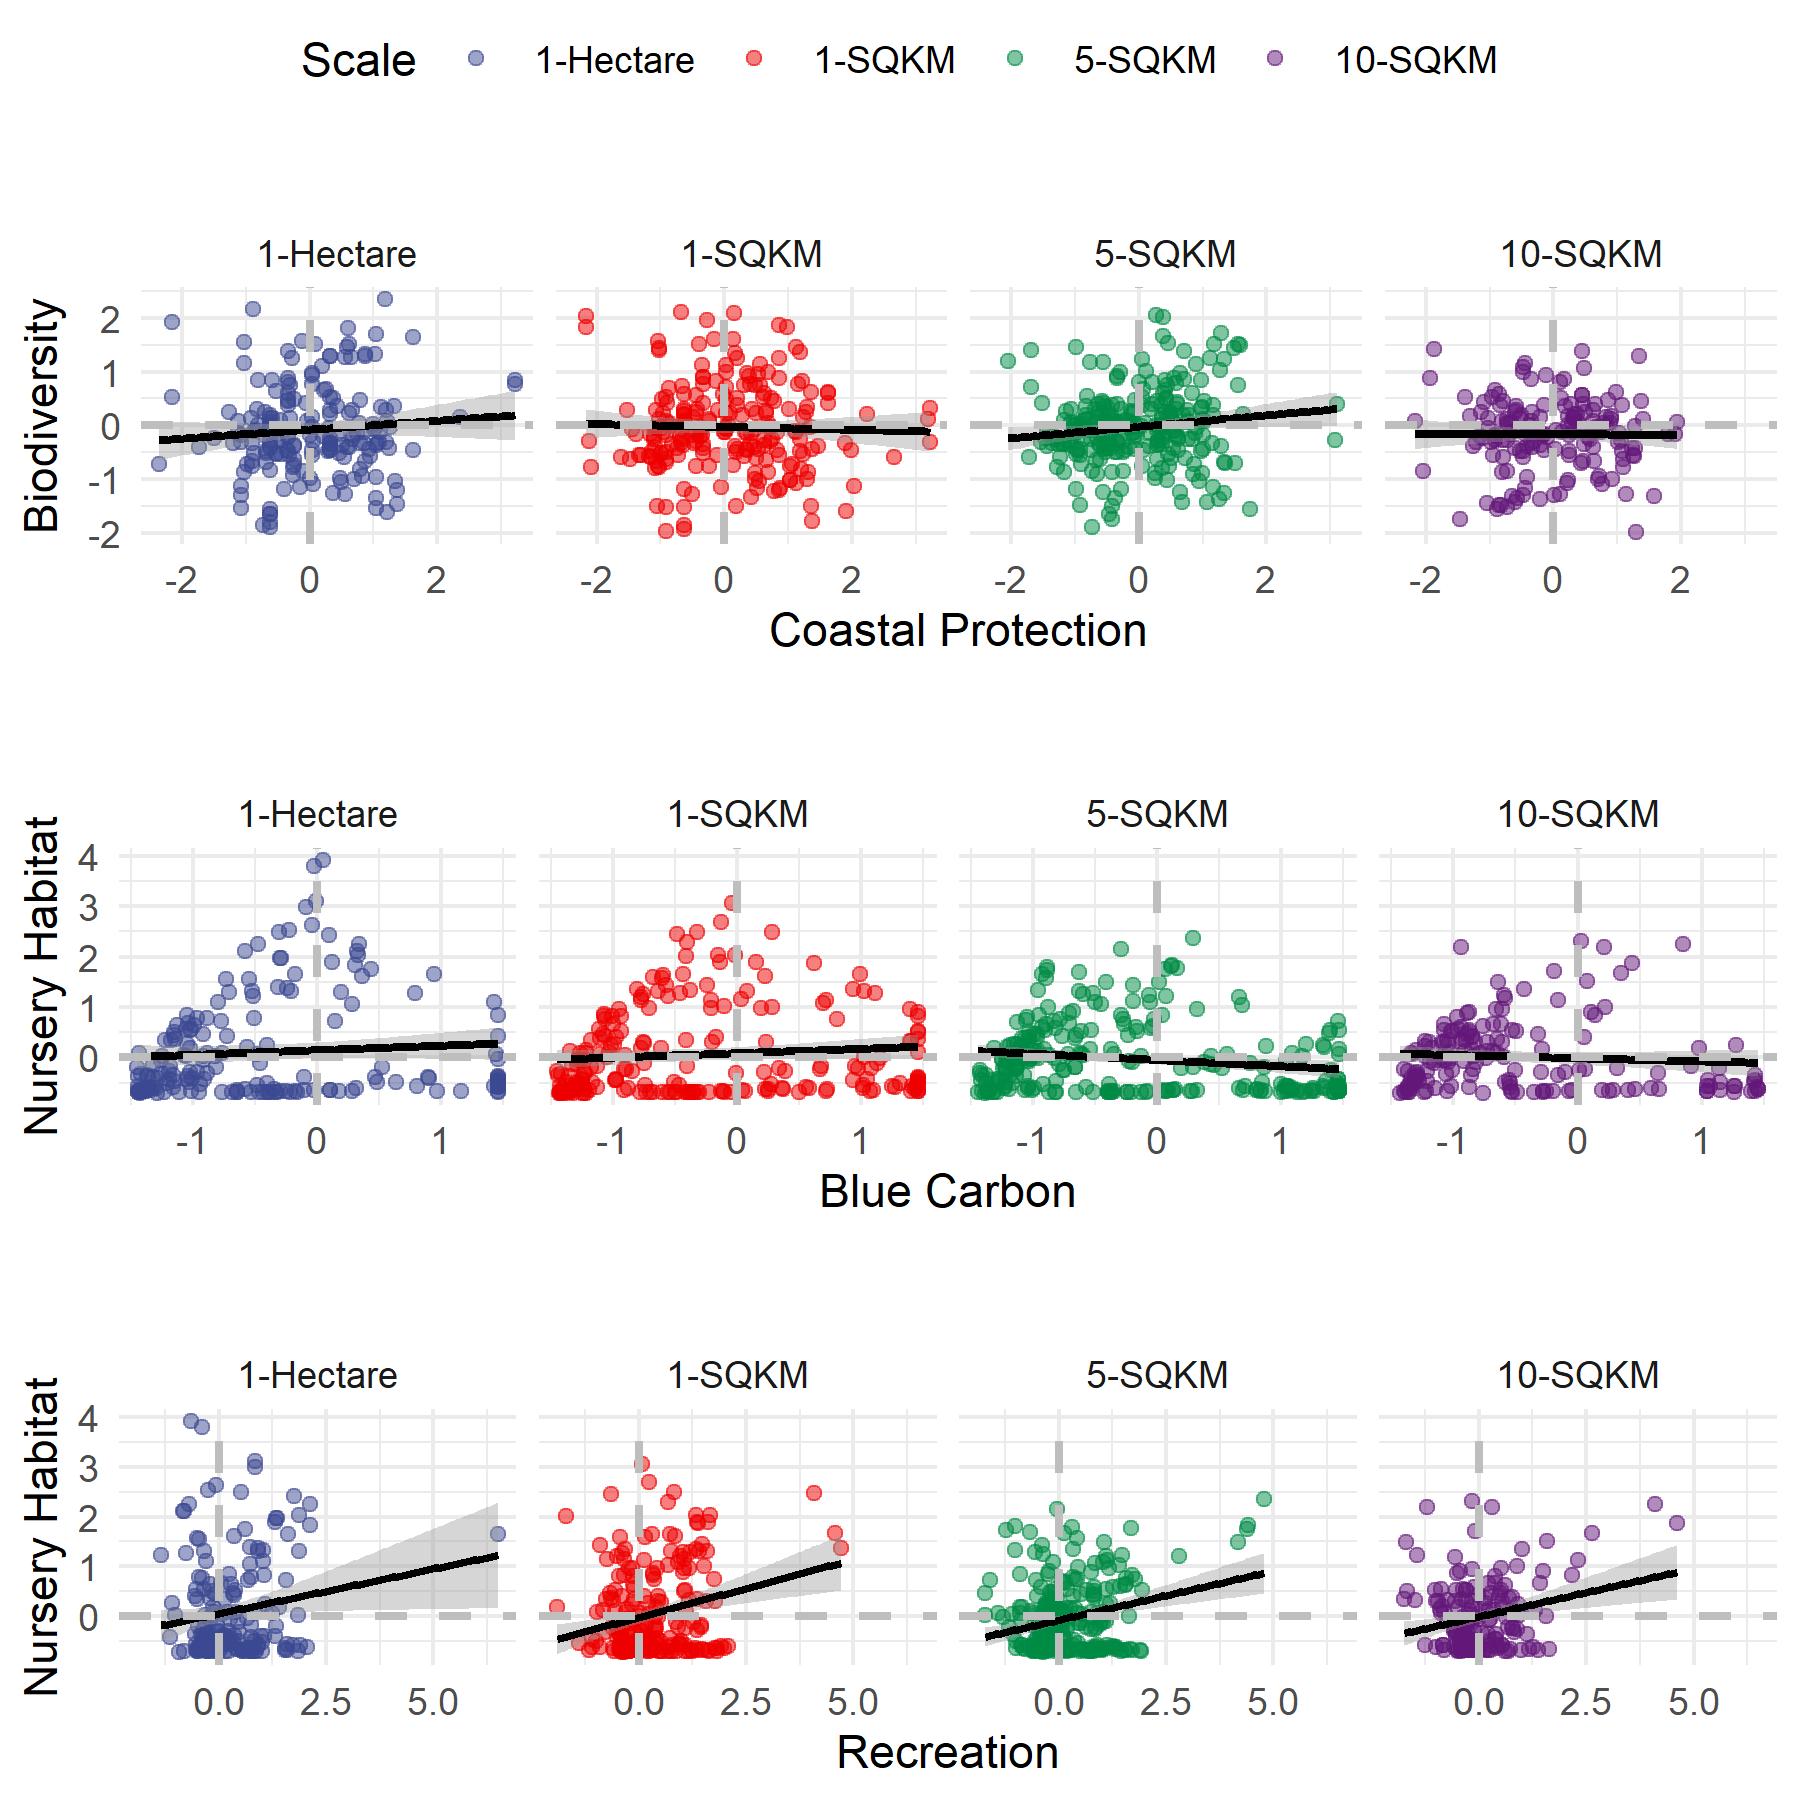 Scale 1-Hectare 1-SQKM 5-SQKM 10-SQKM
1-Hectare 1-SQKM 5-SQKM 10-SQKM
Biodiversity
2
1
0
-1
-2
-2 0 2 -2 0 2 -2 0 2 -2 0 2
Coastal Protection
1-Hectare 1-SQKM 5-SQKM 10-SQKM
Nursery Habitat
4
3
2
1
0
-1 0 1 -1 0 1 -1 0 1 -1 0 1
Blue Carbon
1-Hectare 1-SQKM 5-SQKM 10-SQKM
Nursery Habitat
4
3
2
1
0
0.0 2.5 5.0 0.0 2.5 5.0 0.0 2.5 5.0 0.0 2.5 5.0
Recreation